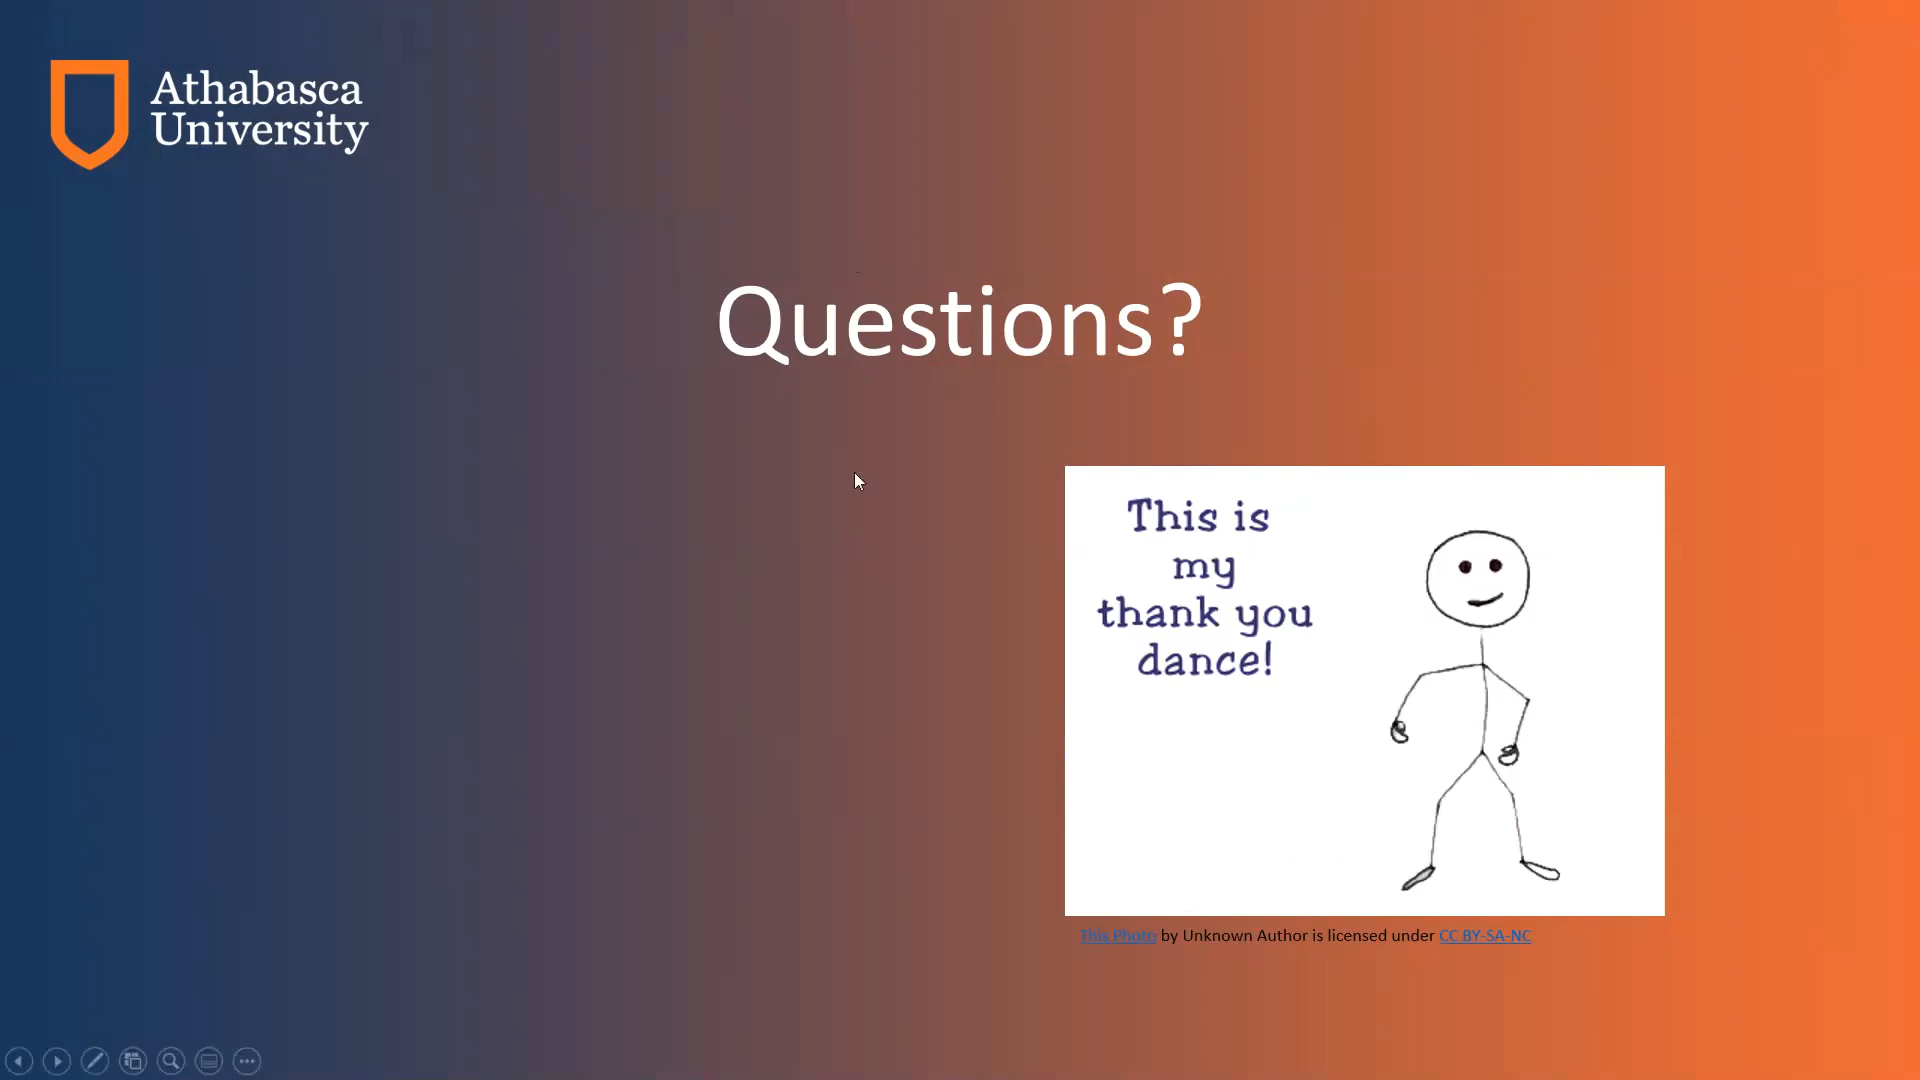 Athabasca
University
Questions?
This is
my
thank you
dance!
This Photo by Unknown Author is licensed under CC BY-SA-NC